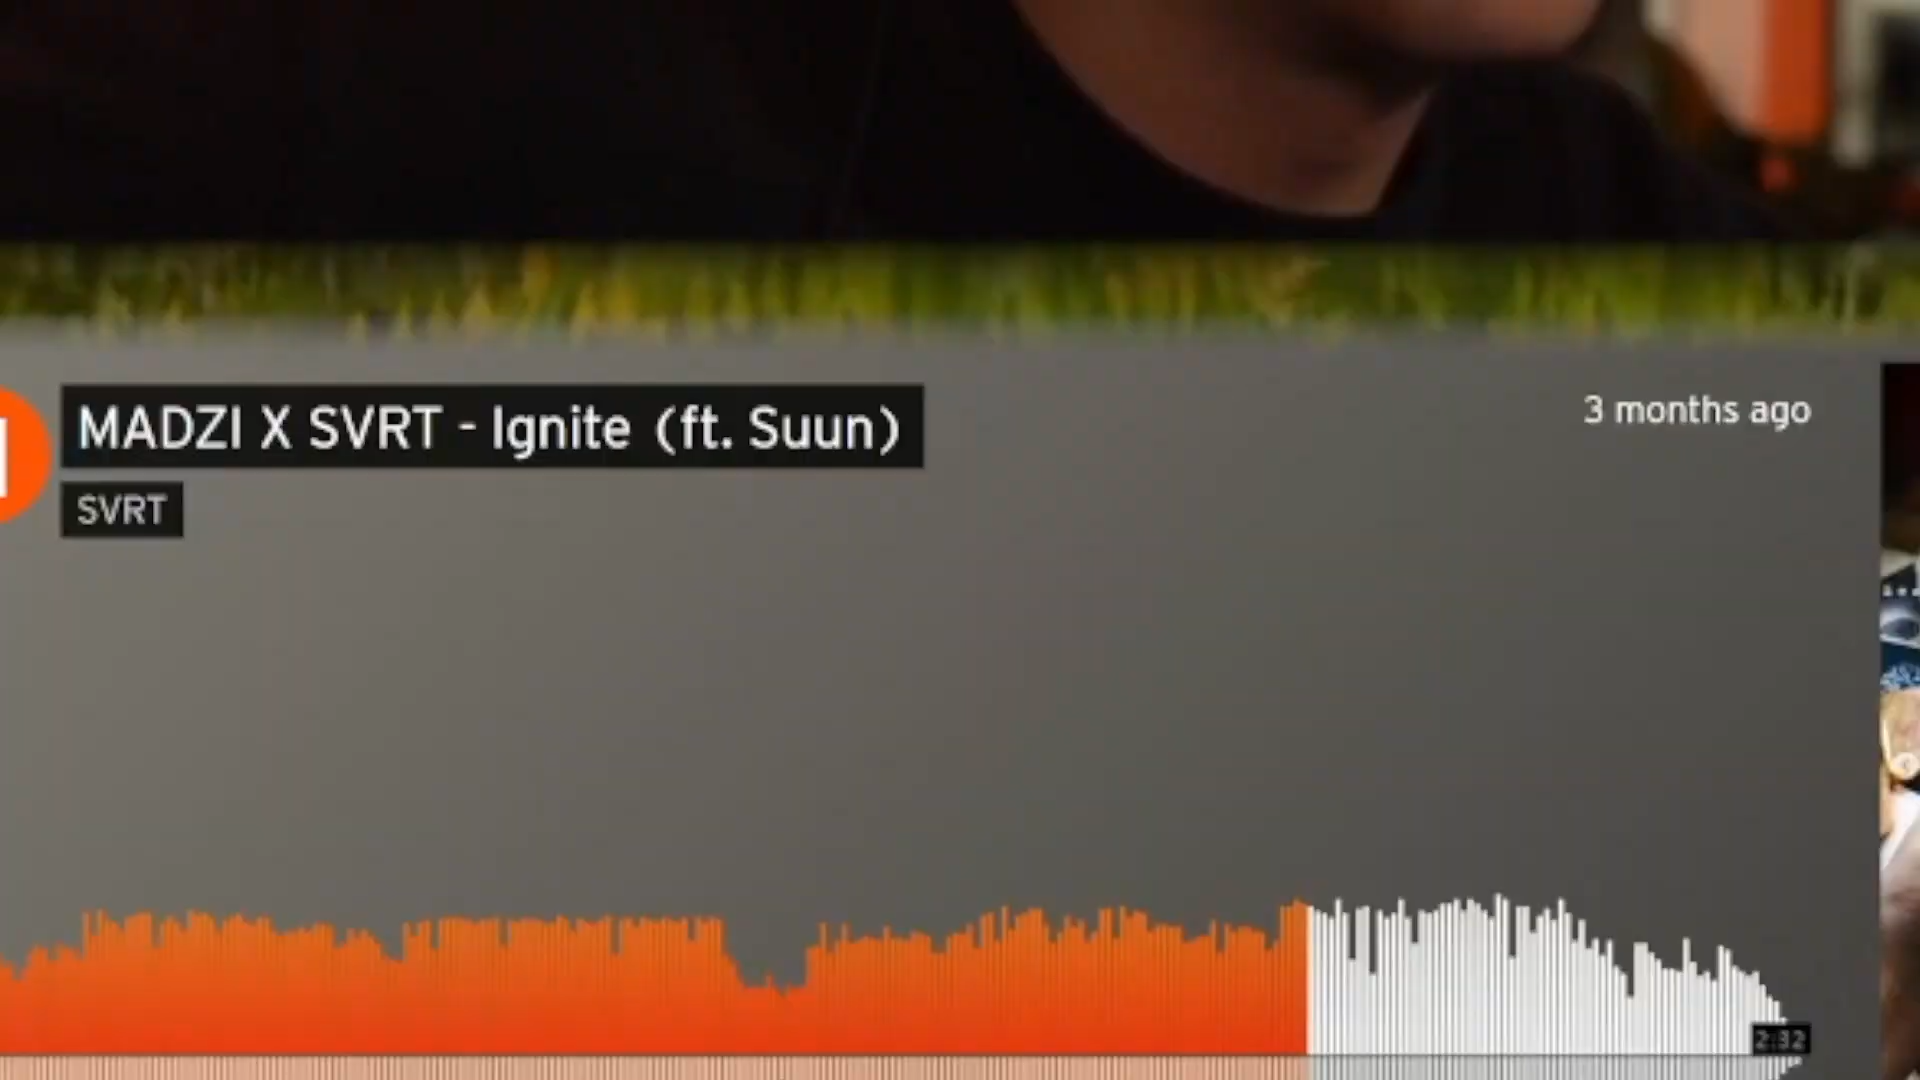 MADZI X SVRT - Ignite (ft. Suun)
3 months ago
SVRT
2:32